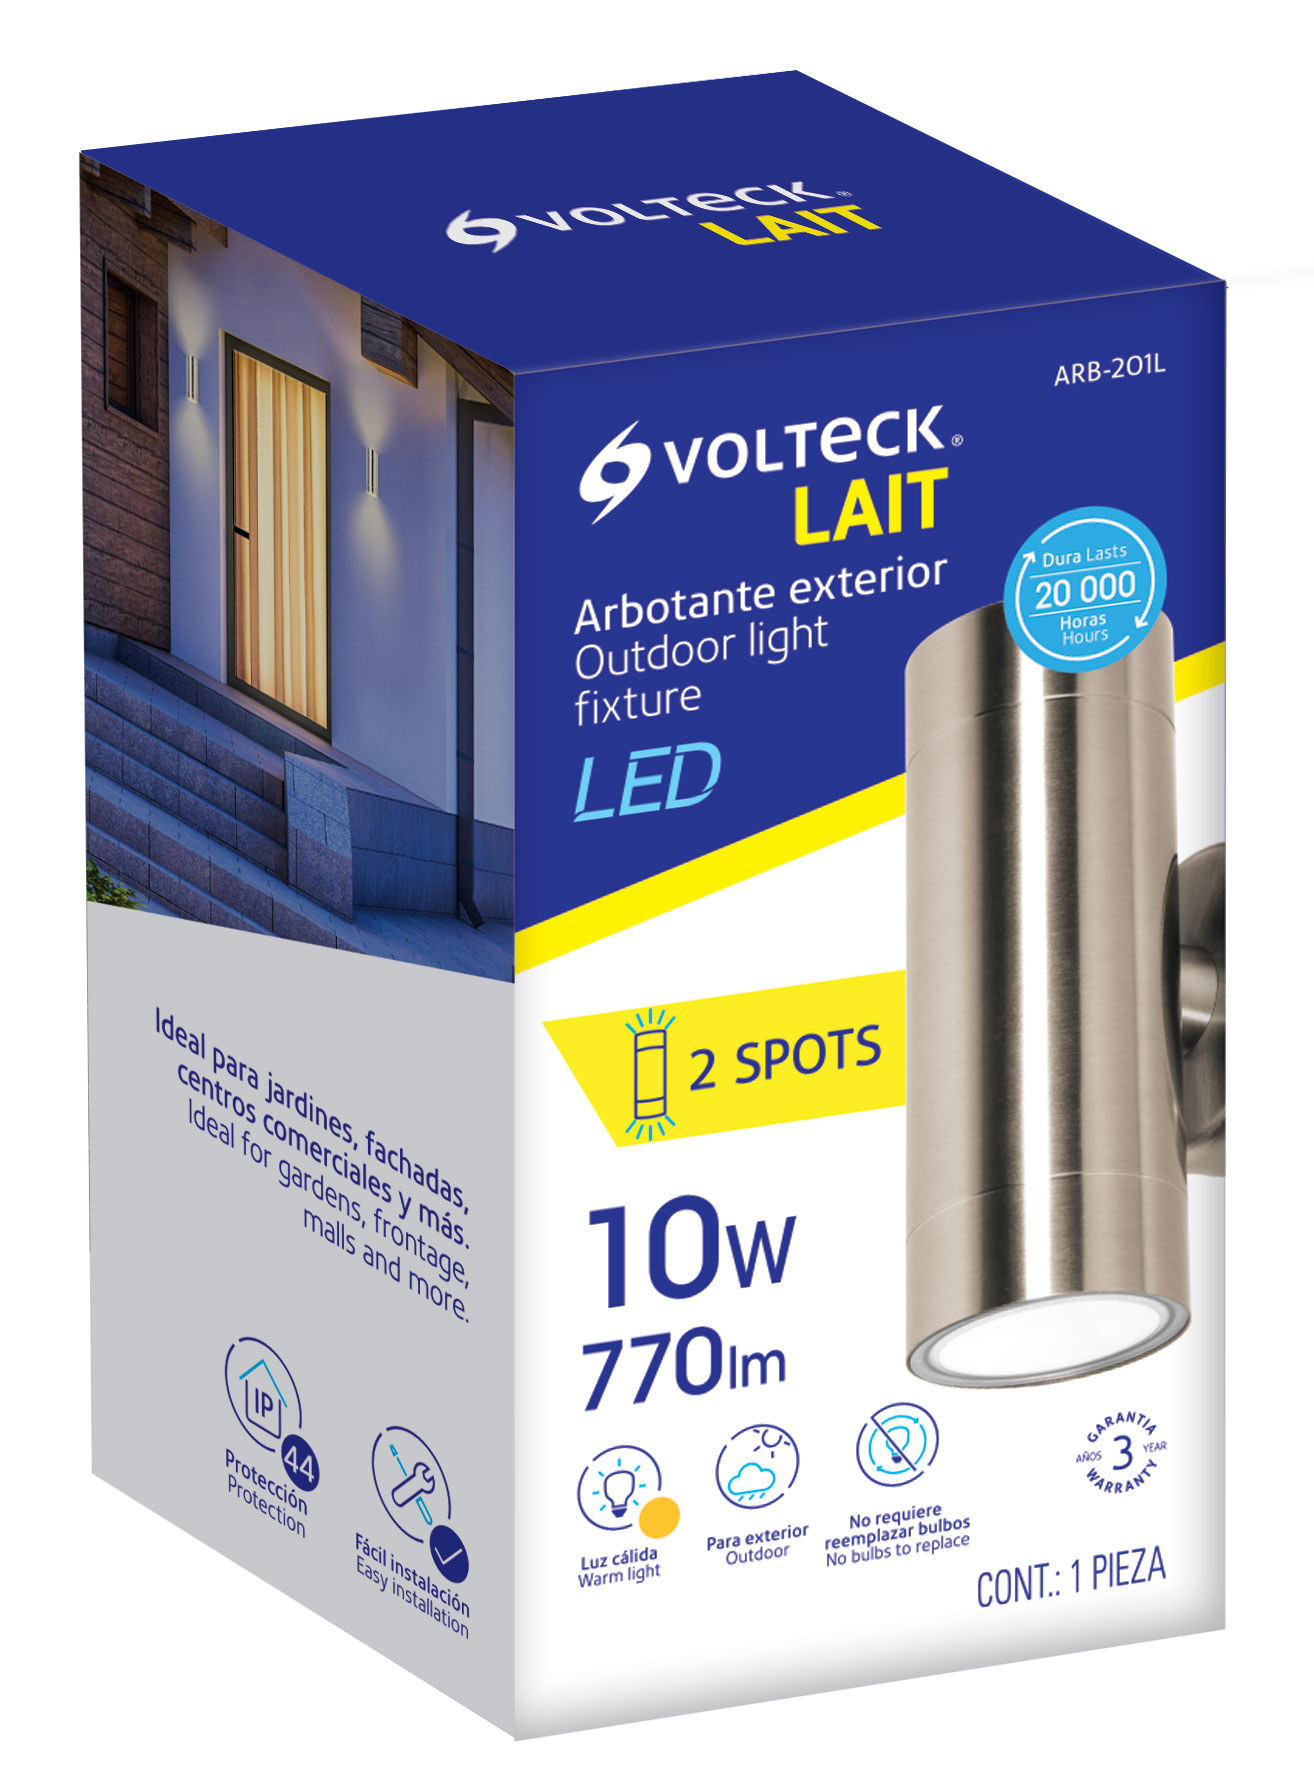 VOLTECK®
LAIT
ARB-201L
VOLTECK®
LAIT
Arbotante exterior
Outdoor light
fixture
LED
Dura Lasts
20 000
Horas
Hours
2 SPOTS
10W
770lm
Luz cálida
Warm light
Para exterior
Outdoor
No requiere
reemplazar bulbos
No bulbs to replace
GARANTÍA
AÑOS 3 YEAR
WARRANTY
CONT.: 1 PIEZA
Ideal para jardines, fachadas,
centros comerciales y más.
Ideal for gardens, frontage,
malls and more.
IP
44
Protección
Protection
Fácil instalación
Easy installation